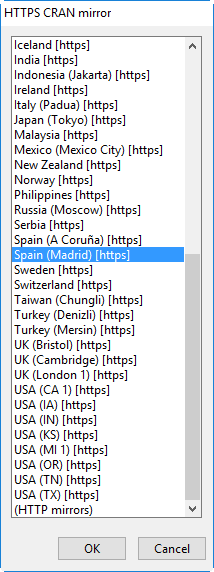 HTTPS CRAN mirror
Iceland [https]
India [https]
Indonesia (Jakarta) [https]
Ireland [https]
Italy (Padua) [https]
Japan (Tokyo) [https]
Malaysia [https]
Mexico (Mexico City) [https]
New Zealand [https]
Norway [https]
Philippines [https]
Russia (Moscow) [https]
Serbia [https]
Spain (A Coruña) [https]
Spain (Madrid) [https]
Sweden [https]
Switzerland [https]
Taiwan (Chungli) [https]
Turkey (Denizli) [https]
Turkey (Mersin) [https]
UK (Bristol) [https]
UK (Cambridge) [https]
UK (London 1) [https]
USA (CA 1) [https]
USA (IA) [https]
USA (IN) [https]
USA (KS) [https]
USA (MI 1) [https]
USA (OR) [https]
USA (TN) [https]
USA (TX) [https]
(HTTP mirrors)
OK Cancel